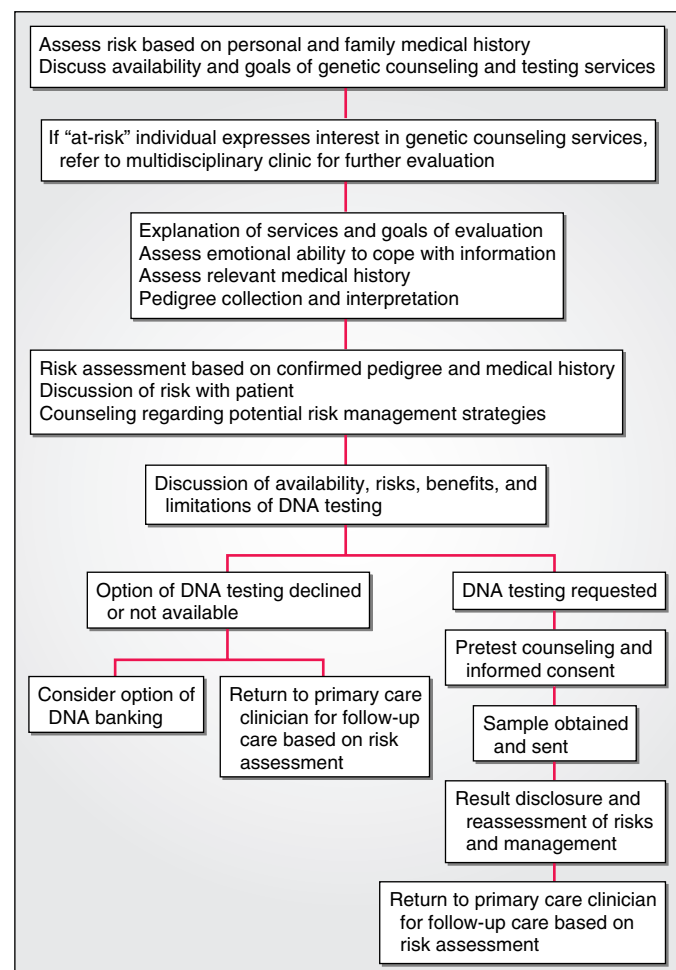 Assess risk based on personal and family medical history
Discuss availability and goals of genetic counseling and testing services
If “at-risk” individual expresses interest in genetic counseling services,
refer to multidisciplinary clinic for further evaluation
Explanation of services and goals of evaluation
Assess emotional ability to cope with information
Assess relevant medical history
Pedigree collection and interpretation
Risk assessment based on confirmed pedigree and medical history
Discussion of risk with patient
Counseling regarding potential risk management strategies
Discussion of availability, risks, benefits, and
limitations of DNA testing
Option of DNA testing declined
or not available
Consider option of
DNA banking
Return to primary care
clinician for follow-up
care based on risk
assessment
DNA testing requested
Pretest counseling and
informed consent
Sample obtained
and sent
Result disclosure and
reassessment of risks
and management
Return to primary care clinician
for follow-up care based on
risk assessment